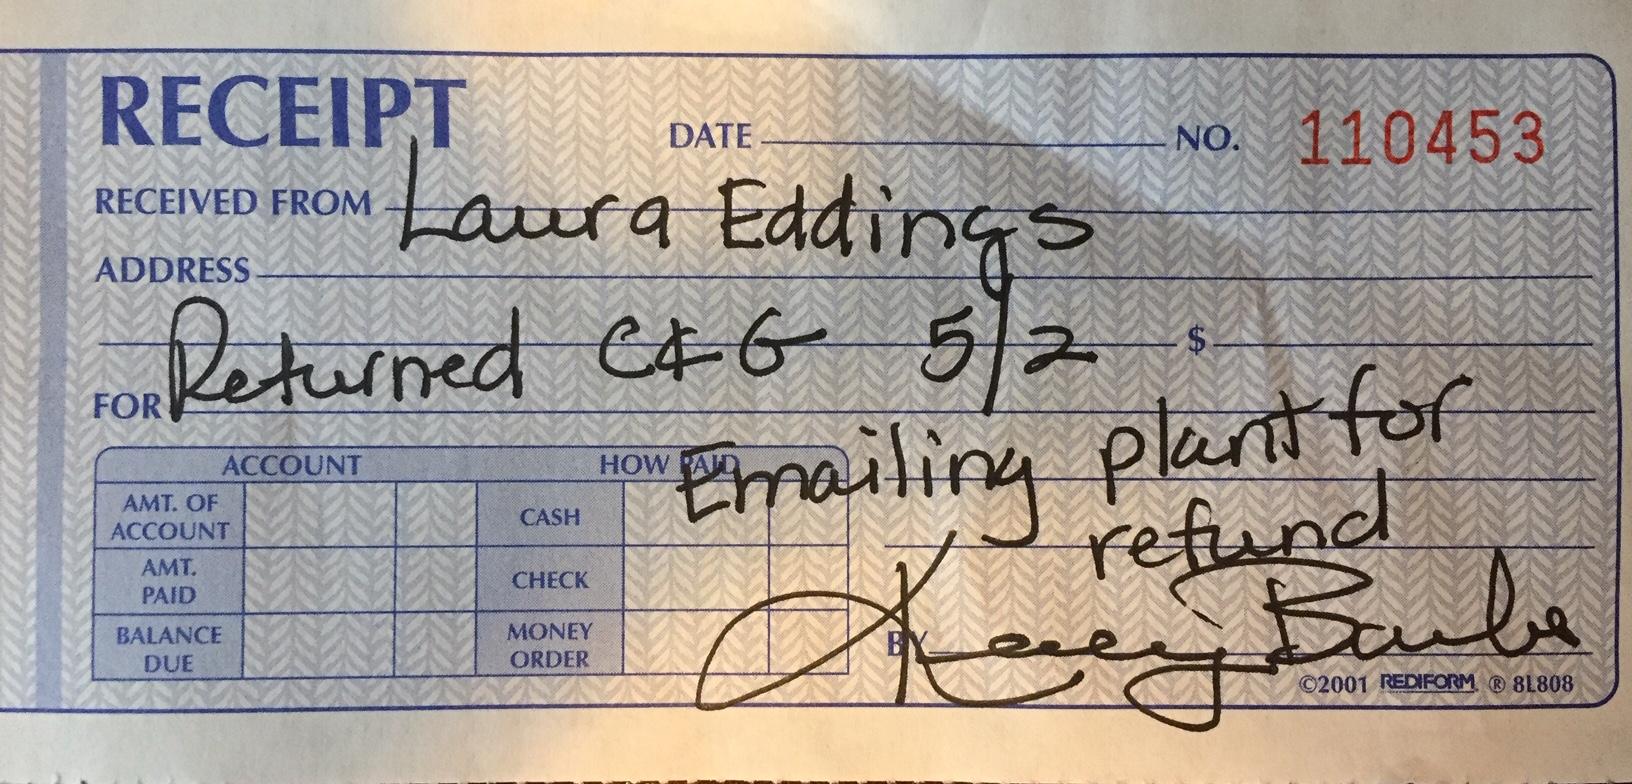 RECEIPT
DATE NO. 110453
RECEIVED FROM Laura Eddings
ADDRESS
Returned C&G 5/2 $
FOR
Emailing plant for
refund
ACCOUNT HOW PAID
AMT. OF ACCOUNT CASH
AMT. PAID CHECK
BALANCE DUE MONEY ORDER
BY
©2001 REDIFORM ® 8L808